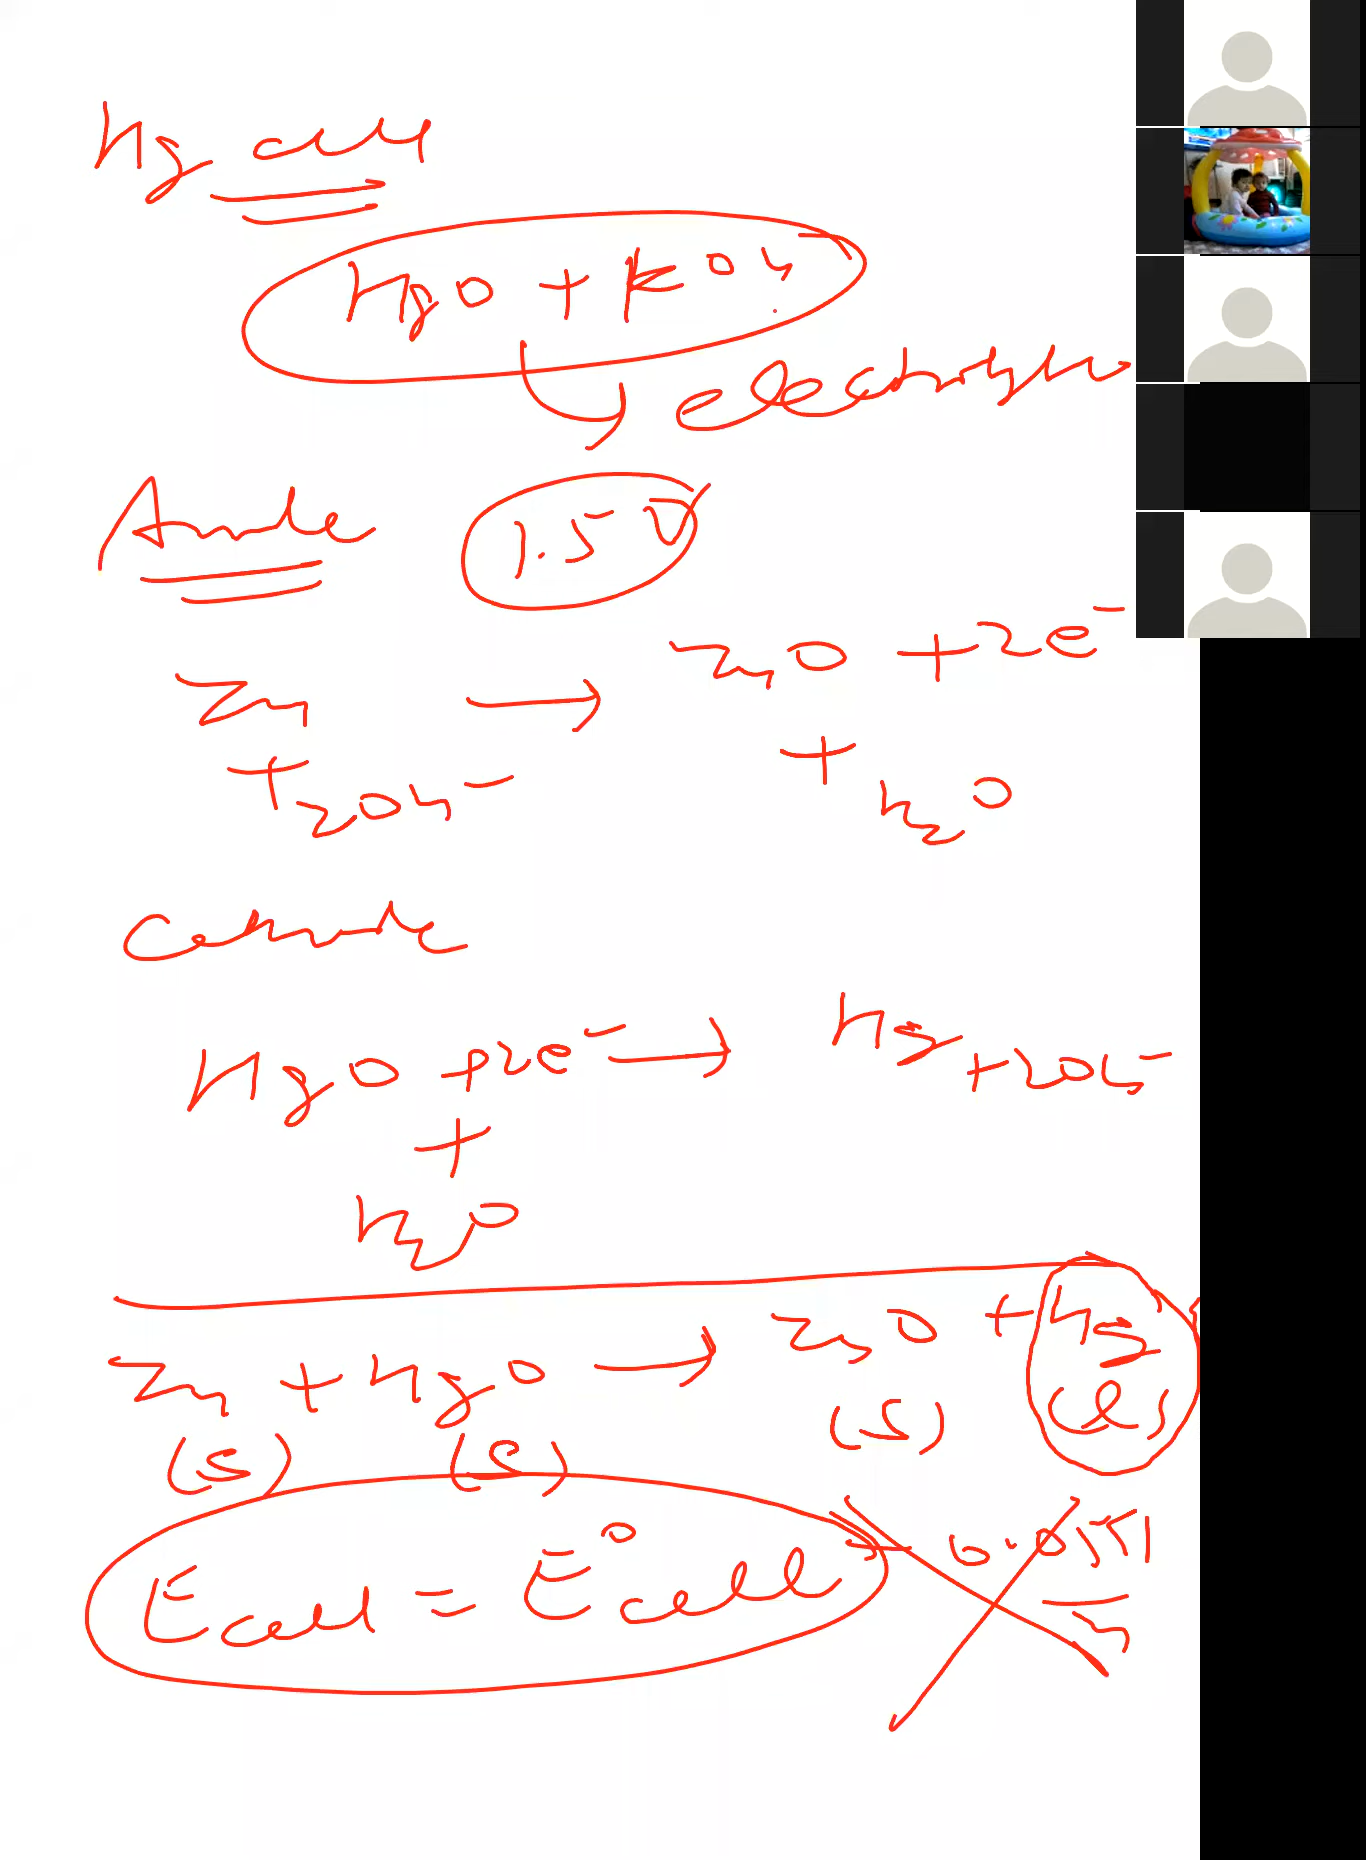 Hg cell
HgO + KOH
electrolyte
Anode 1.5 V
Zn → ZnO + 2e⁻
+ 2OH⁻ + H₂O
Cathode
HgO + 2e⁻ → Hg + 2OH⁻
+
H₂O
Zn + HgO → ZnO + Hg
(s) (s) (s) (l)
Ecell = E°cell - 0.0591
n